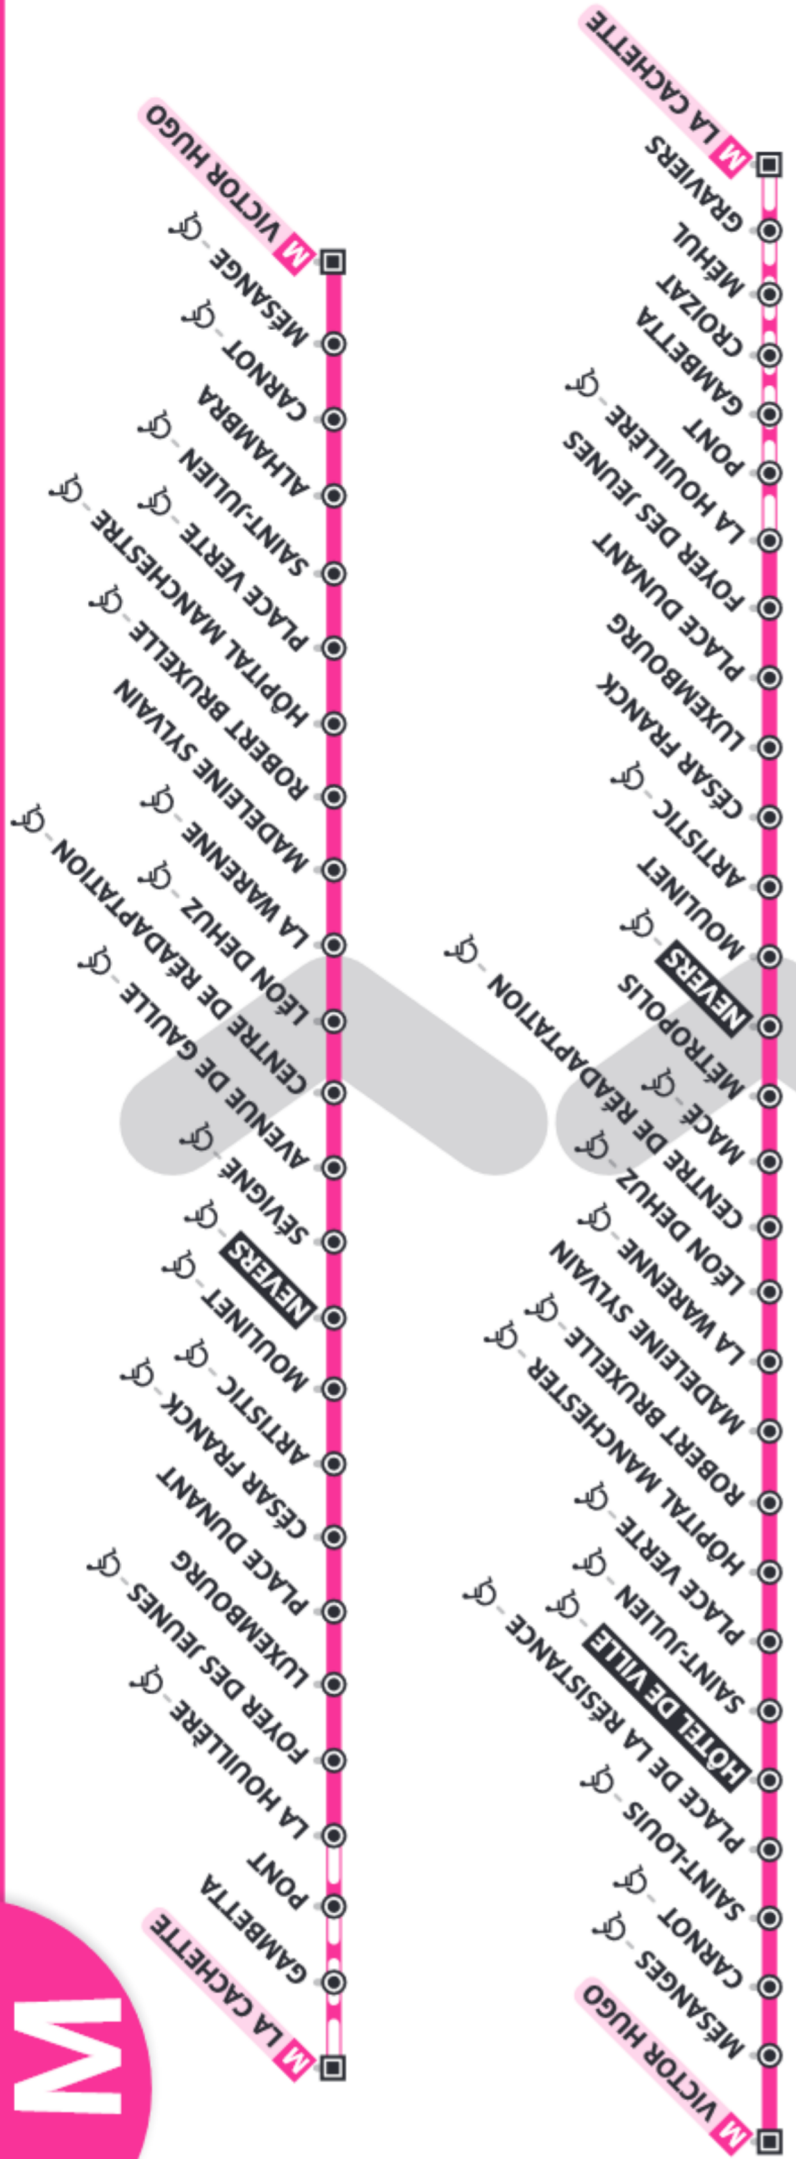 M
M LA CACHETTE
GAMBETTA
PONT
LA HOUILLÈRE
FOYER DES JEUNES
LUXEMBOURG
PLACE DUNANT
CÉSAR FRANCK
ARTISTIC
MOULINET
NEVERS
SÉVIGNÉ
AVENUE DE GAULLE
CENTRE DE RÉADAPTATION
LÉON DEHUZ
LA WARENNE
MADELEINE SYLVAIN
ROBERT BRUXELLE
HÔPITAL MANCHESTRE
PLACE VERTE
SAINT-JULIEN
ALHAMBRA
CARNOT
MÉSANGE
M VICTOR HUGO
M VICTOR HUGO
MÉSANGES
CARNOT
SAINT-LOUIS
PLACE DE LA RÉSISTANCE
HÔTEL DE VILLE
SAINT-JULIEN
PLACE VERTE
HÔPITAL MANCHESTER
ROBERT BRUXELLE
MADELEINE SYLVAIN
LA WARENNE
LÉON DEHUZ
CENTRE DE RÉADAPTATION
MACÉ
MÉTROPOLIS
NEVERS
MOULINET
ARTISTIC
CÉSAR FRANCK
LUXEMBOURG
PLACE DUNANT
FOYER DES JEUNES
LA HOUILLÈRE
PONT
GAMBETTA
CROIZAT
MÉHUL
GRAVIERS
M LA CACHETTE